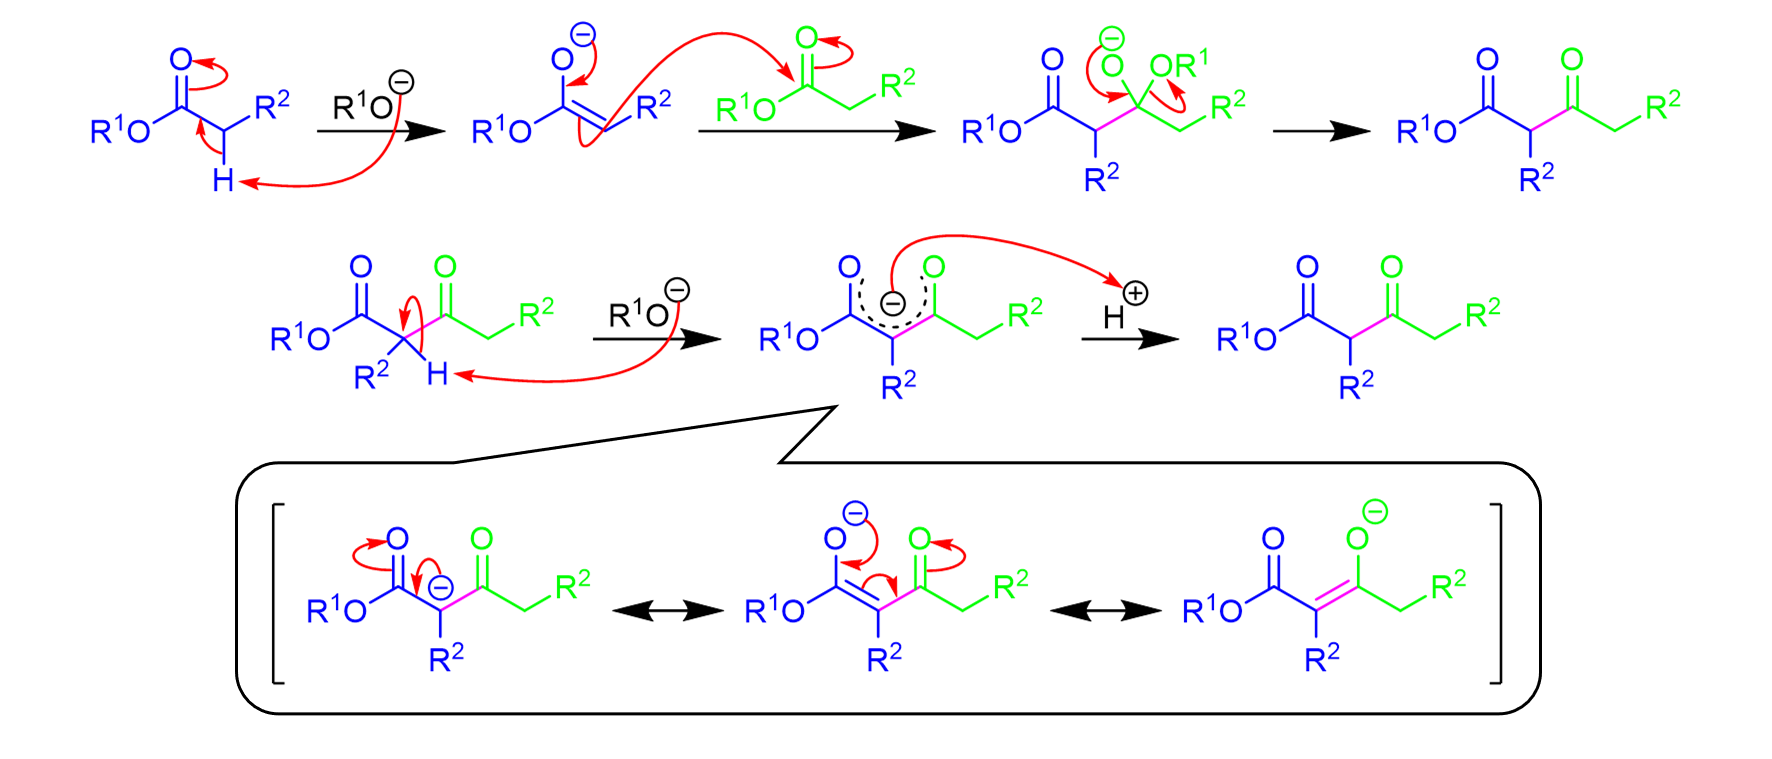 O R¹O R² H R¹O⊖ O⊖ R¹O R² O R¹O R² O R¹O ⊖ O OR¹ R² R² O O R¹O R² R²
O O R¹O R² R² H R¹O⊖ O O ⊖ R¹O R² R² H⊕ O O R¹O R² R²
O O ⊖ R¹O R² R² O⊖ O R¹O R² R² O O⊖ R¹O R² R²